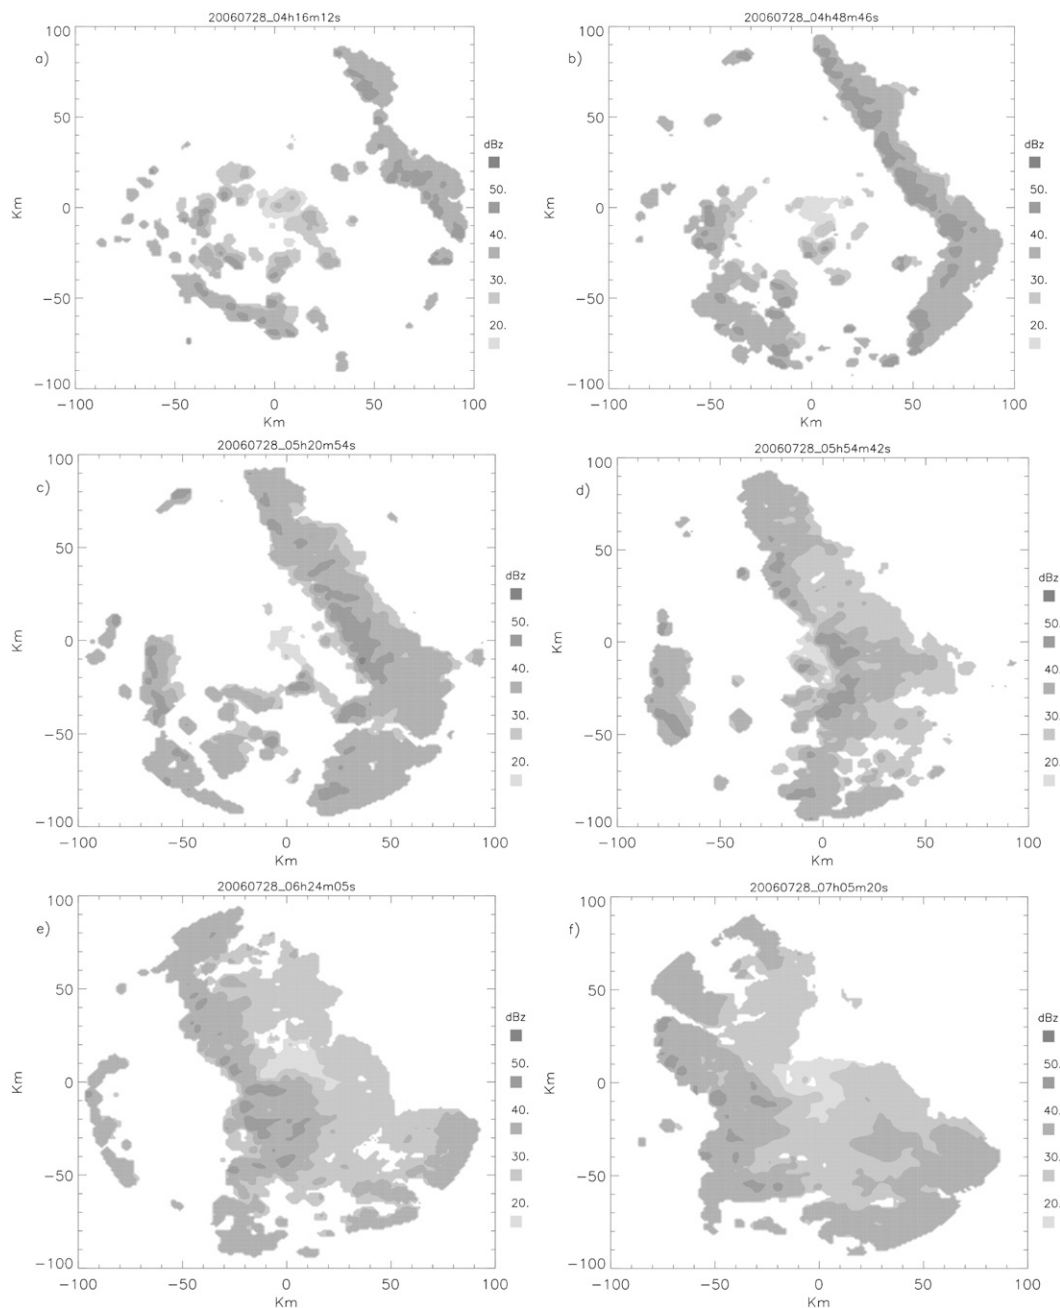 20060728_04h16m12s
a)
100
50
0
−50
−100
−100 −50 0 50 100
Km
Km
dBz
50.
40.
30.
20.
20060728_04h48m46s
b)
100
50
0
−50
−100
−100 −50 0 50 100
Km
Km
dBz
50.
40.
30.
20.
20060728_05h20m54s
c)
100
50
0
−50
−100
−100 −50 0 50 100
Km
Km
dBz
50.
40.
30.
20.
20060728_05h54m42s
d)
100
50
0
−50
−100
−100 −50 0 50 100
Km
Km
dBz
50.
40.
30.
20.
20060728_06h24m05s
e)
100
50
0
−50
−100
−100 −50 0 50 100
Km
Km
dBz
50.
40.
30.
20.
20060728_07h05m20s
f)
100
50
0
−50
−100
−100 −50 0 50 100
Km
Km
dBz
50.
40.
30.
20.